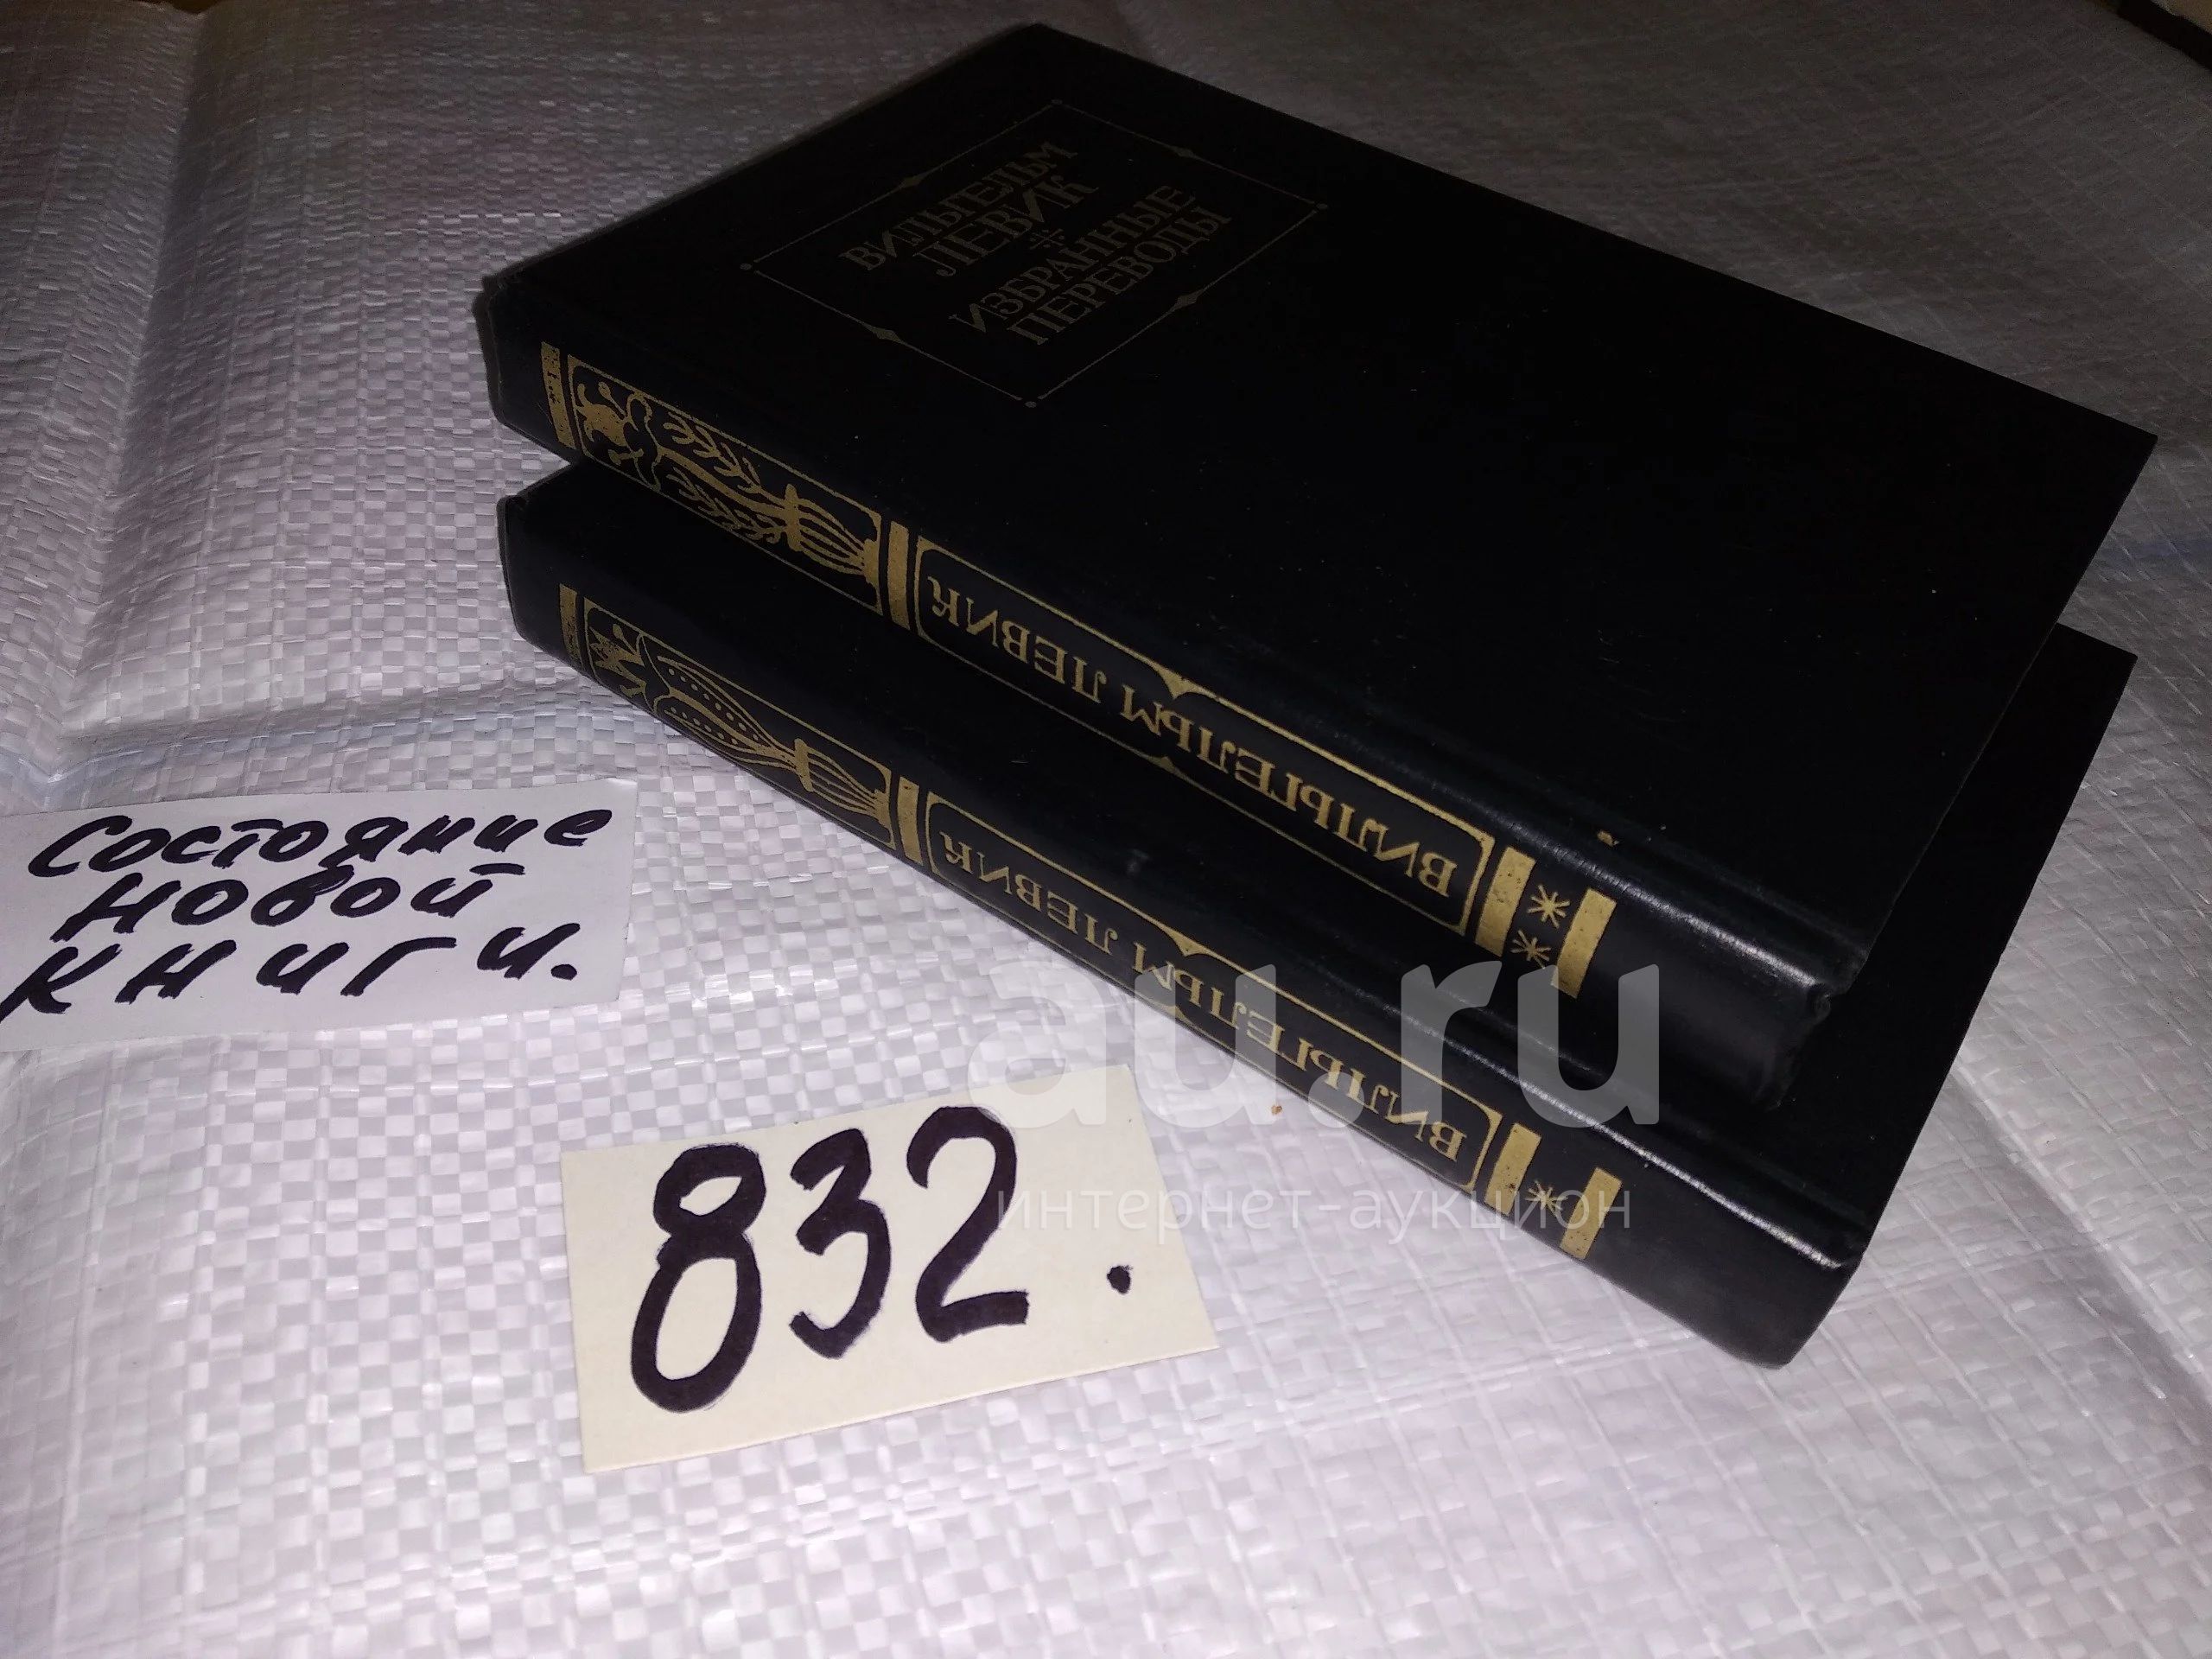 ВИЛЬГЕЛЬМ
ЛЕВИК
ИЗБРАННЫЕ
ПЕРЕВОДЫ
ВИЛЬГЕЛЬМ ЛЕВИК
**
ВИЛЬГЕЛЬМ ЛЕВИК
*
Состояние
новой
книги.
832.
au.ru
интернет-аукцион